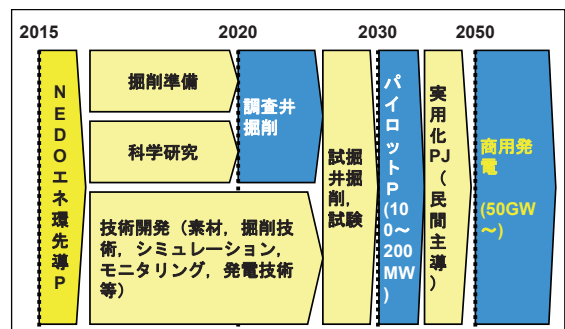 2015
2020
2030
2050
NEDOエネ環先導P
掘削準備
科学研究
技術開発（素材，掘削技
術，シミュレーション，
モニタリング，発電技術
等）
調査井
掘削
試掘
井掘
削，
試験
パイロットP(100～200MW)
実用化PJ（民間主導）
商用発
電
(50GW
～)